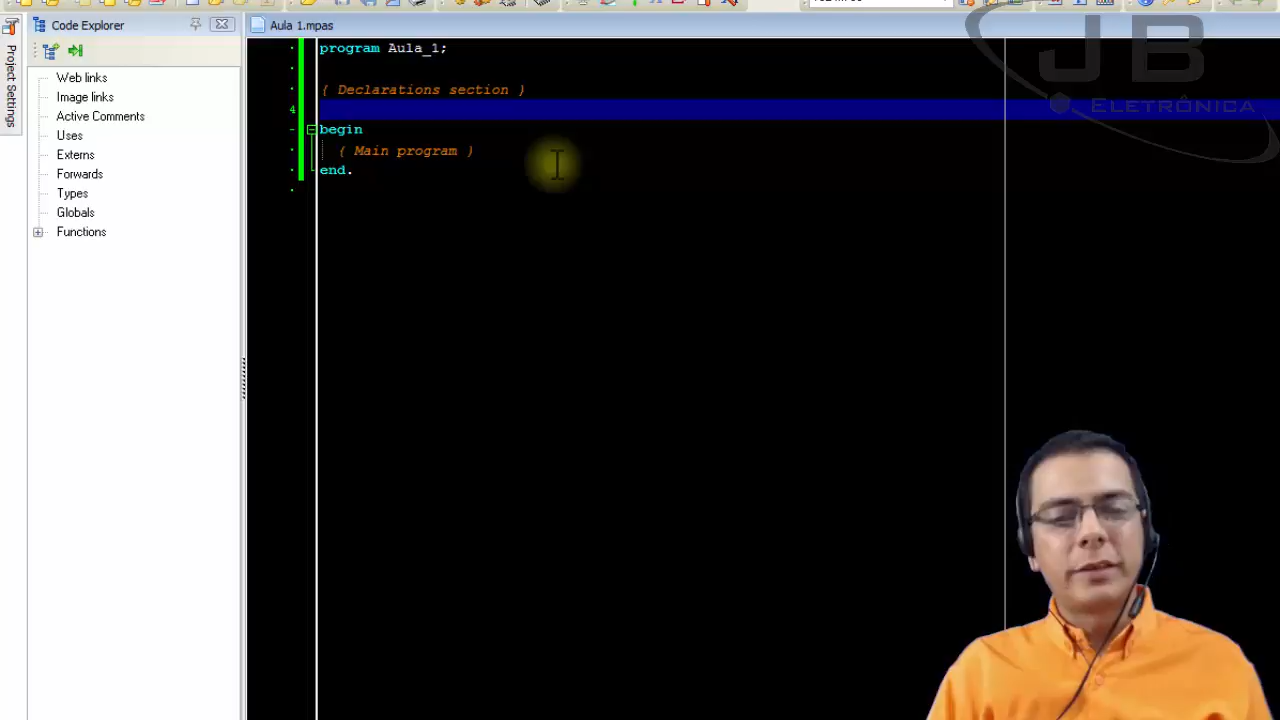 Code Explorer
Aula 1.mpas
Project Settings
Web links
Image links
Active Comments
Uses
Externs
Forwards
Types
Globals
Functions
program Aula_1;
{ Declarations section }
4
begin
{ Main program }
end.
JB
ELETRÔNICA